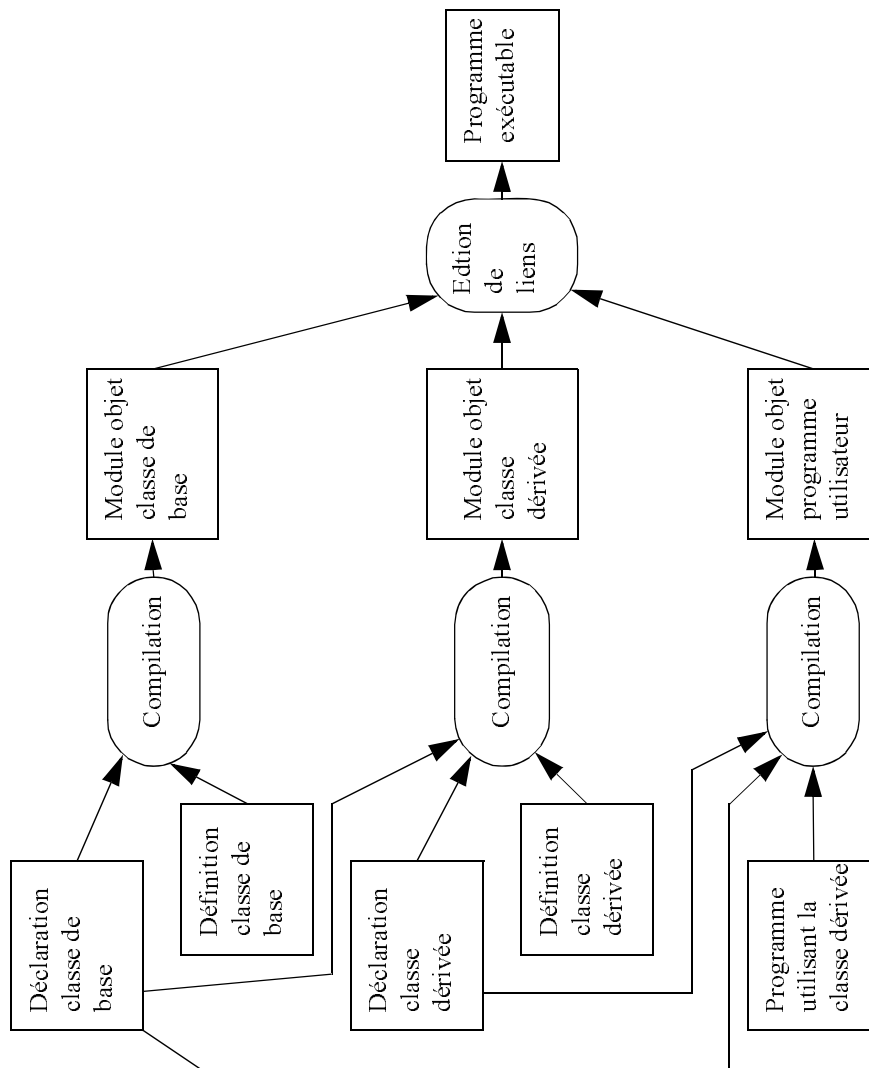 Déclaration
classe de
base
Définition
classe de
base
Déclaration
classe
dérivée
Définition
classe
dérivée
Programme
utilisant la
classe dérivée
Compilation
Compilation
Compilation
Module objet
classe de
base
Module objet
classe
dérivée
Module objet
programme
utilisateur
Edtion
de
liens
Programme
exécutable